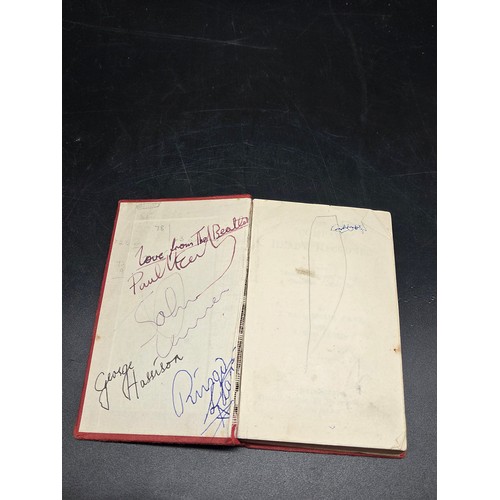 Love from The Beatles
Paul McCartney
John
Lennon
George
Harrison
Ringo
Starr